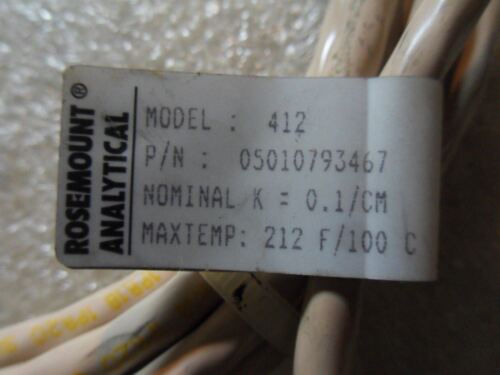 ROSEMOUNT®
ANALYTICAL
MODEL : 412
P/N : 05010793467
NOMINAL K = 0.1/CM
MAXTEMP: 212 F/100 C